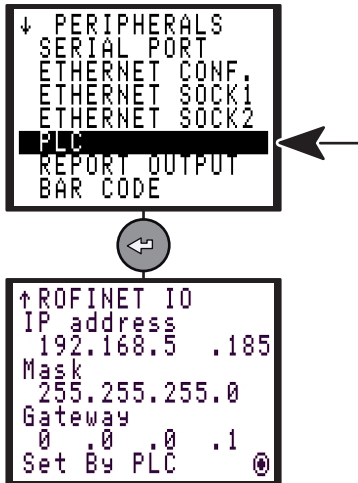 ↓ PERIPHERALS
SERIAL PORT
ETHERNET CONF.
ETHERNET SOCK1
ETHERNET SOCK2
PLC
REPORT OUTPUT
BAR CODE
↑ROFINET IO
IP address
192.168.5 .185
Mask
255.255.255.0
Gateway
0 .0 .0 .1
Set By PLC